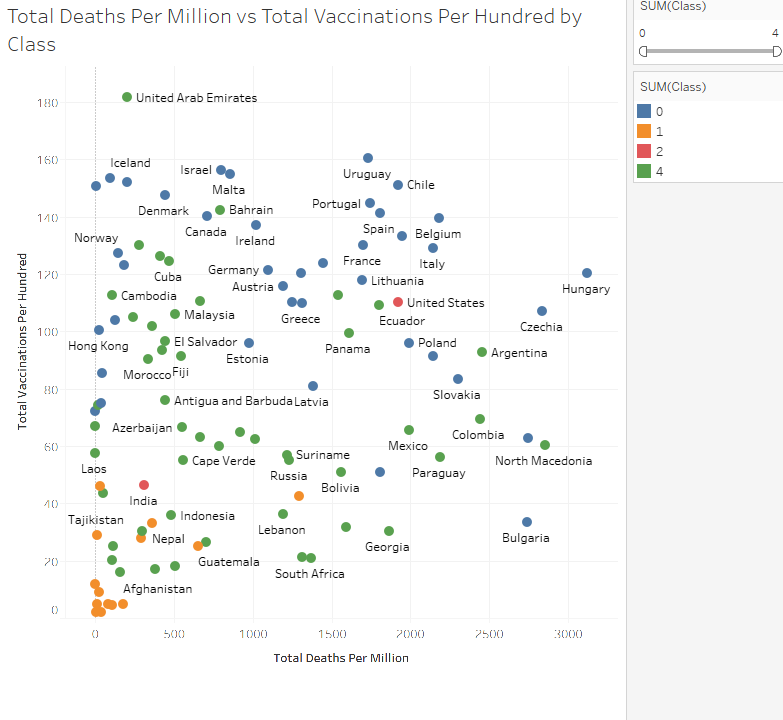 Total Deaths Per Million vs Total Vaccinations Per Hundred by
Class
SUM(Class)
0 4
SUM(Class)
0
1
2
4
Total Vaccinations Per Hundred
180
160
140
120
100
80
60
40
20
0
United Arab Emirates
Iceland
Israel
Uruguay
Malta
Chile
Denmark
Bahrain
Portugal
Canada
Spain
Belgium
Norway
Ireland
France
Italy
Cuba
Germany
Austria
Lithuania
Hungary
Cambodia
United States
Malaysia
Greece
Ecuador
Czechia
Hong Kong
El Salvador
Estonia
Panama
Poland
Argentina
Morocco
Fiji
Antigua and Barbuda
Latvia
Slovakia
Azerbaijan
Mexico
Colombia
Laos
Cape Verde
Suriname
Russia
Bolivia
Paraguay
North Macedonia
India
Tajikistan
Indonesia
Nepal
Lebanon
Georgia
Bulgaria
Guatemala
Afghanistan
South Africa
0 500 1000 1500 2000 2500 3000
Total Deaths Per Million